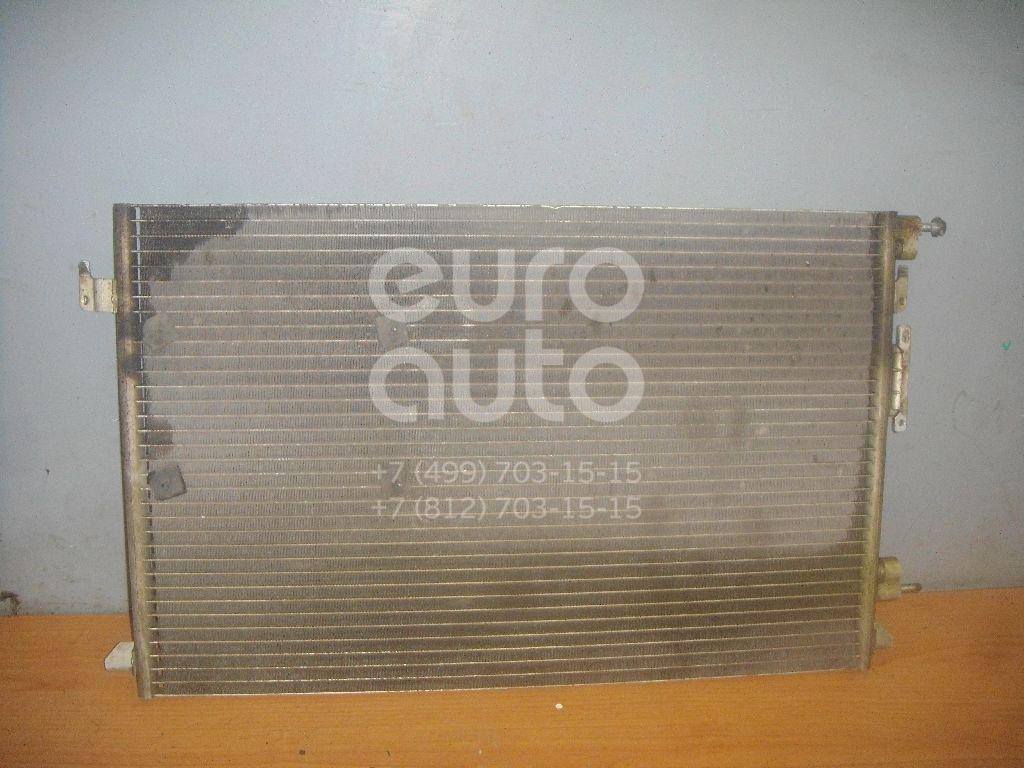 euro
auto
+7 (499) 703-15-15
+7 (812) 703-15-15